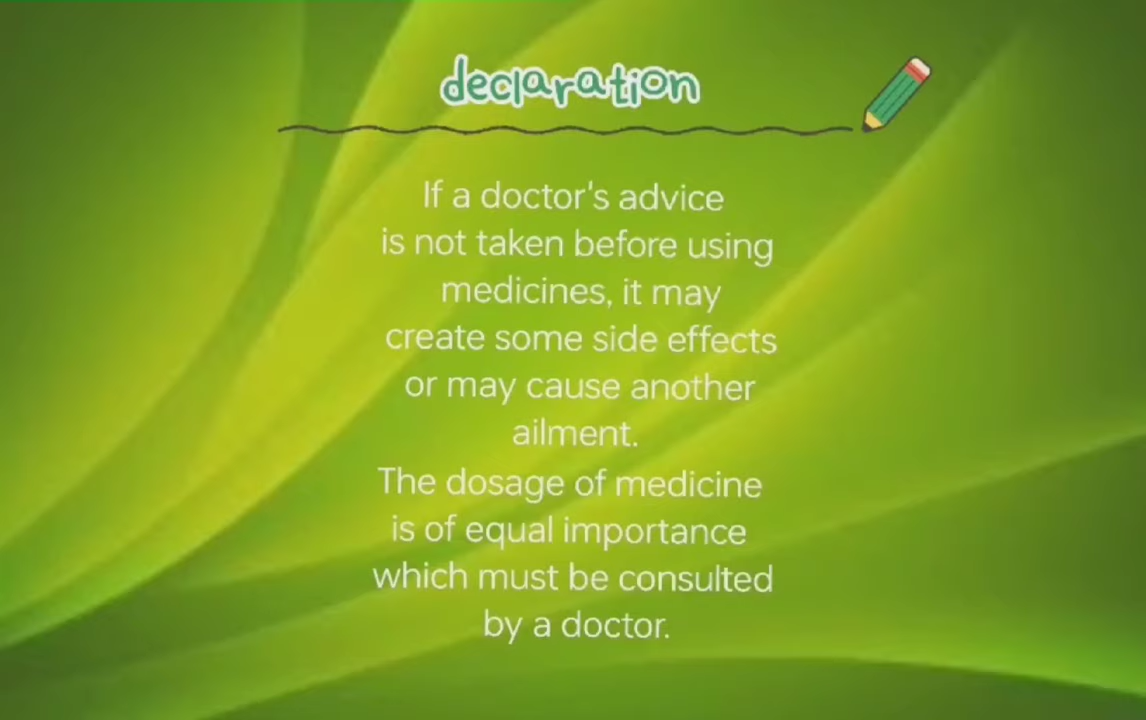 declaration
If a doctor's advice
is not taken before using
medicines, it may
create some side effects
or may cause another
ailment.
The dosage of medicine
is of equal importance
which must be consulted
by a doctor.